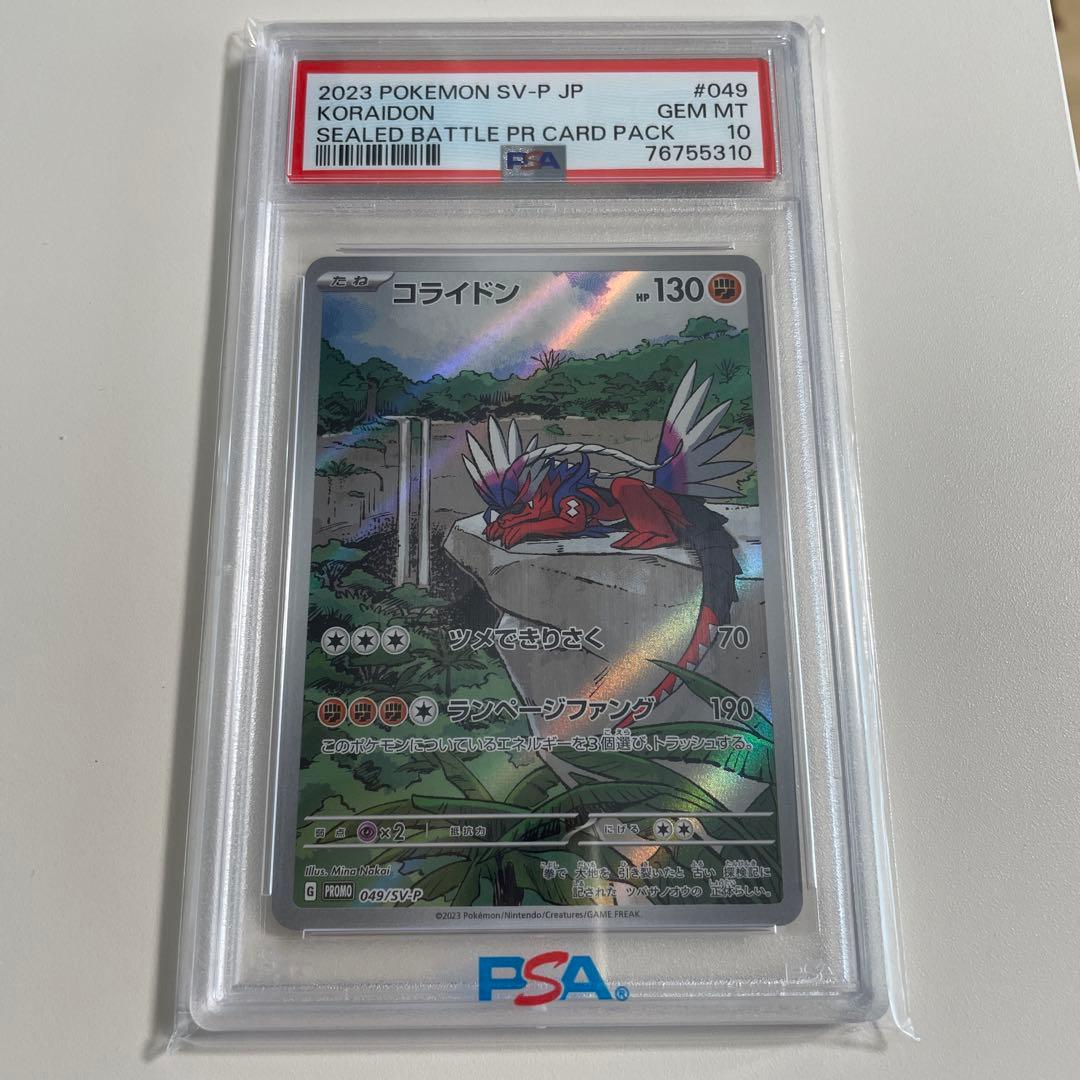 2023 POKEMON SV-P JP #049
KORAIDON GEM MT
SEALED BATTLE PR CARD PACK 10
PSA 76755310
たね コライドン HP 130
ツメできりさく 70
ランページファング 190
このポケモンについているエネルギーを3個選び、トラッシュする。
弱点 ×2 抵抗力 にげる
Illus. Mina Nakai
拳で 大地を 引き裂いたと 古い 探検記に
記された ツバサノオウの 正体らしい。
G PROMO 049/SV-P
©2023 Pokémon/Nintendo/Creatures/GAME FREAK.
PSA®